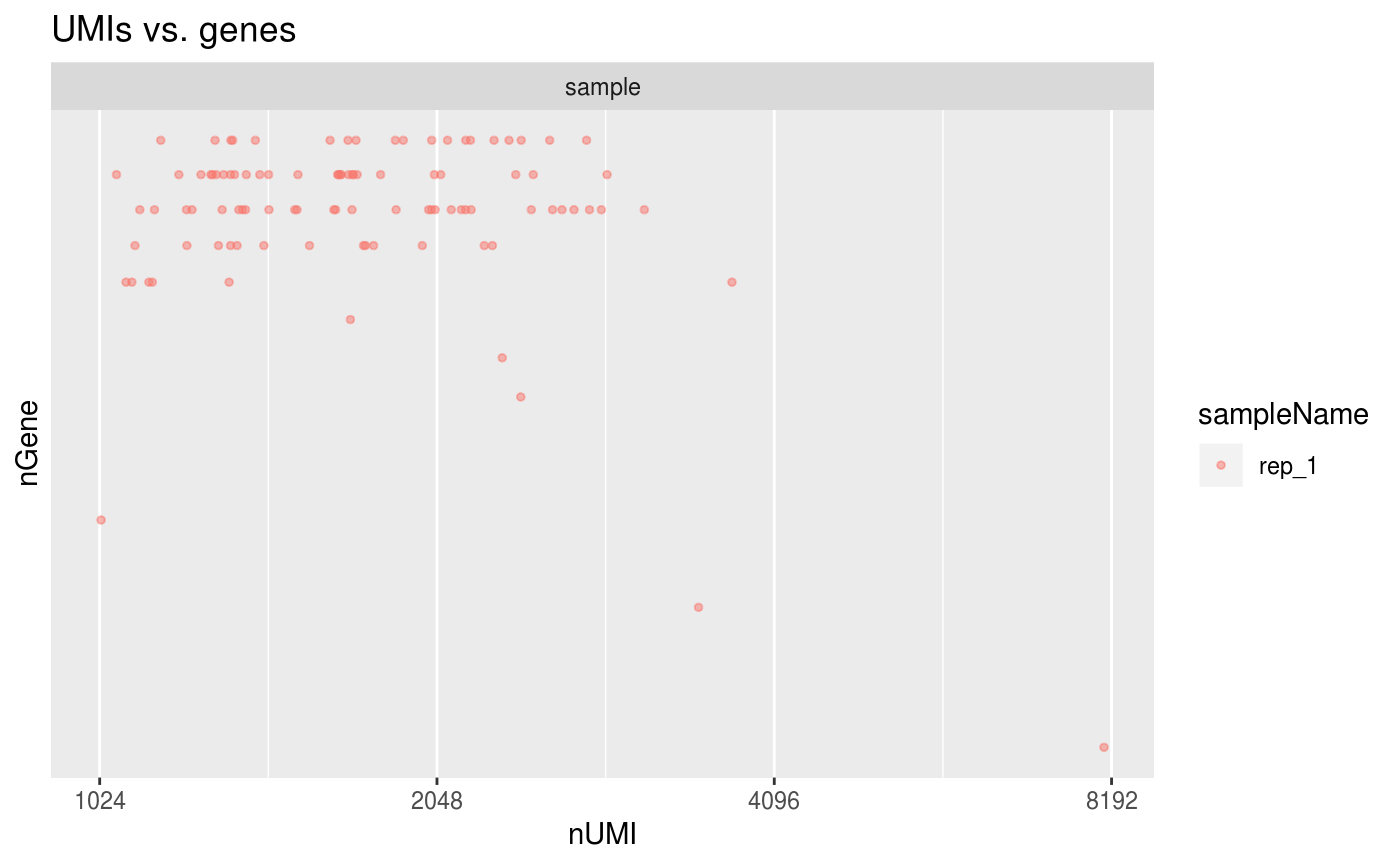 UMIs vs. genes
sample
nGene
sampleName
rep_1
1024 2048 4096 8192
nUMI